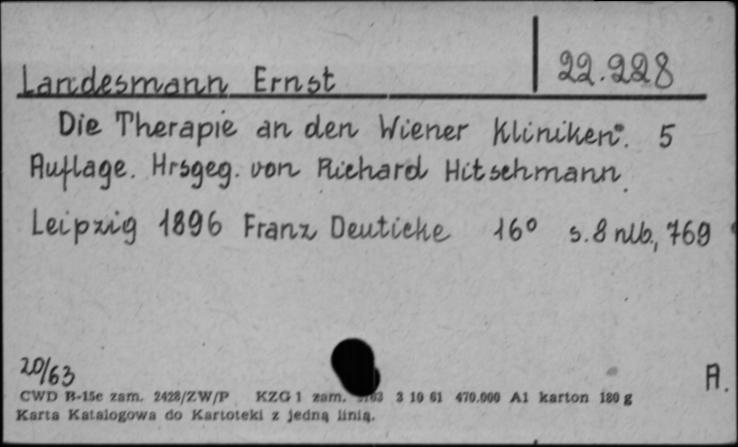 22.228
Landesmann Ernst
Die Therapie an den Wiener Kliniken. 5
Auflage. Hrsgeg. von Richard Hitschmann.
Leipzig 1896 Franz Deuticke 16° s. 8 nlb., 769
20/63
A.
CWD B-15c zam. 2428/ZW/P KZG 1 zam. 3 10 61 470.000 A1 karton 180 g
Karta Katalogowa do Kartoteki z jedną linią.